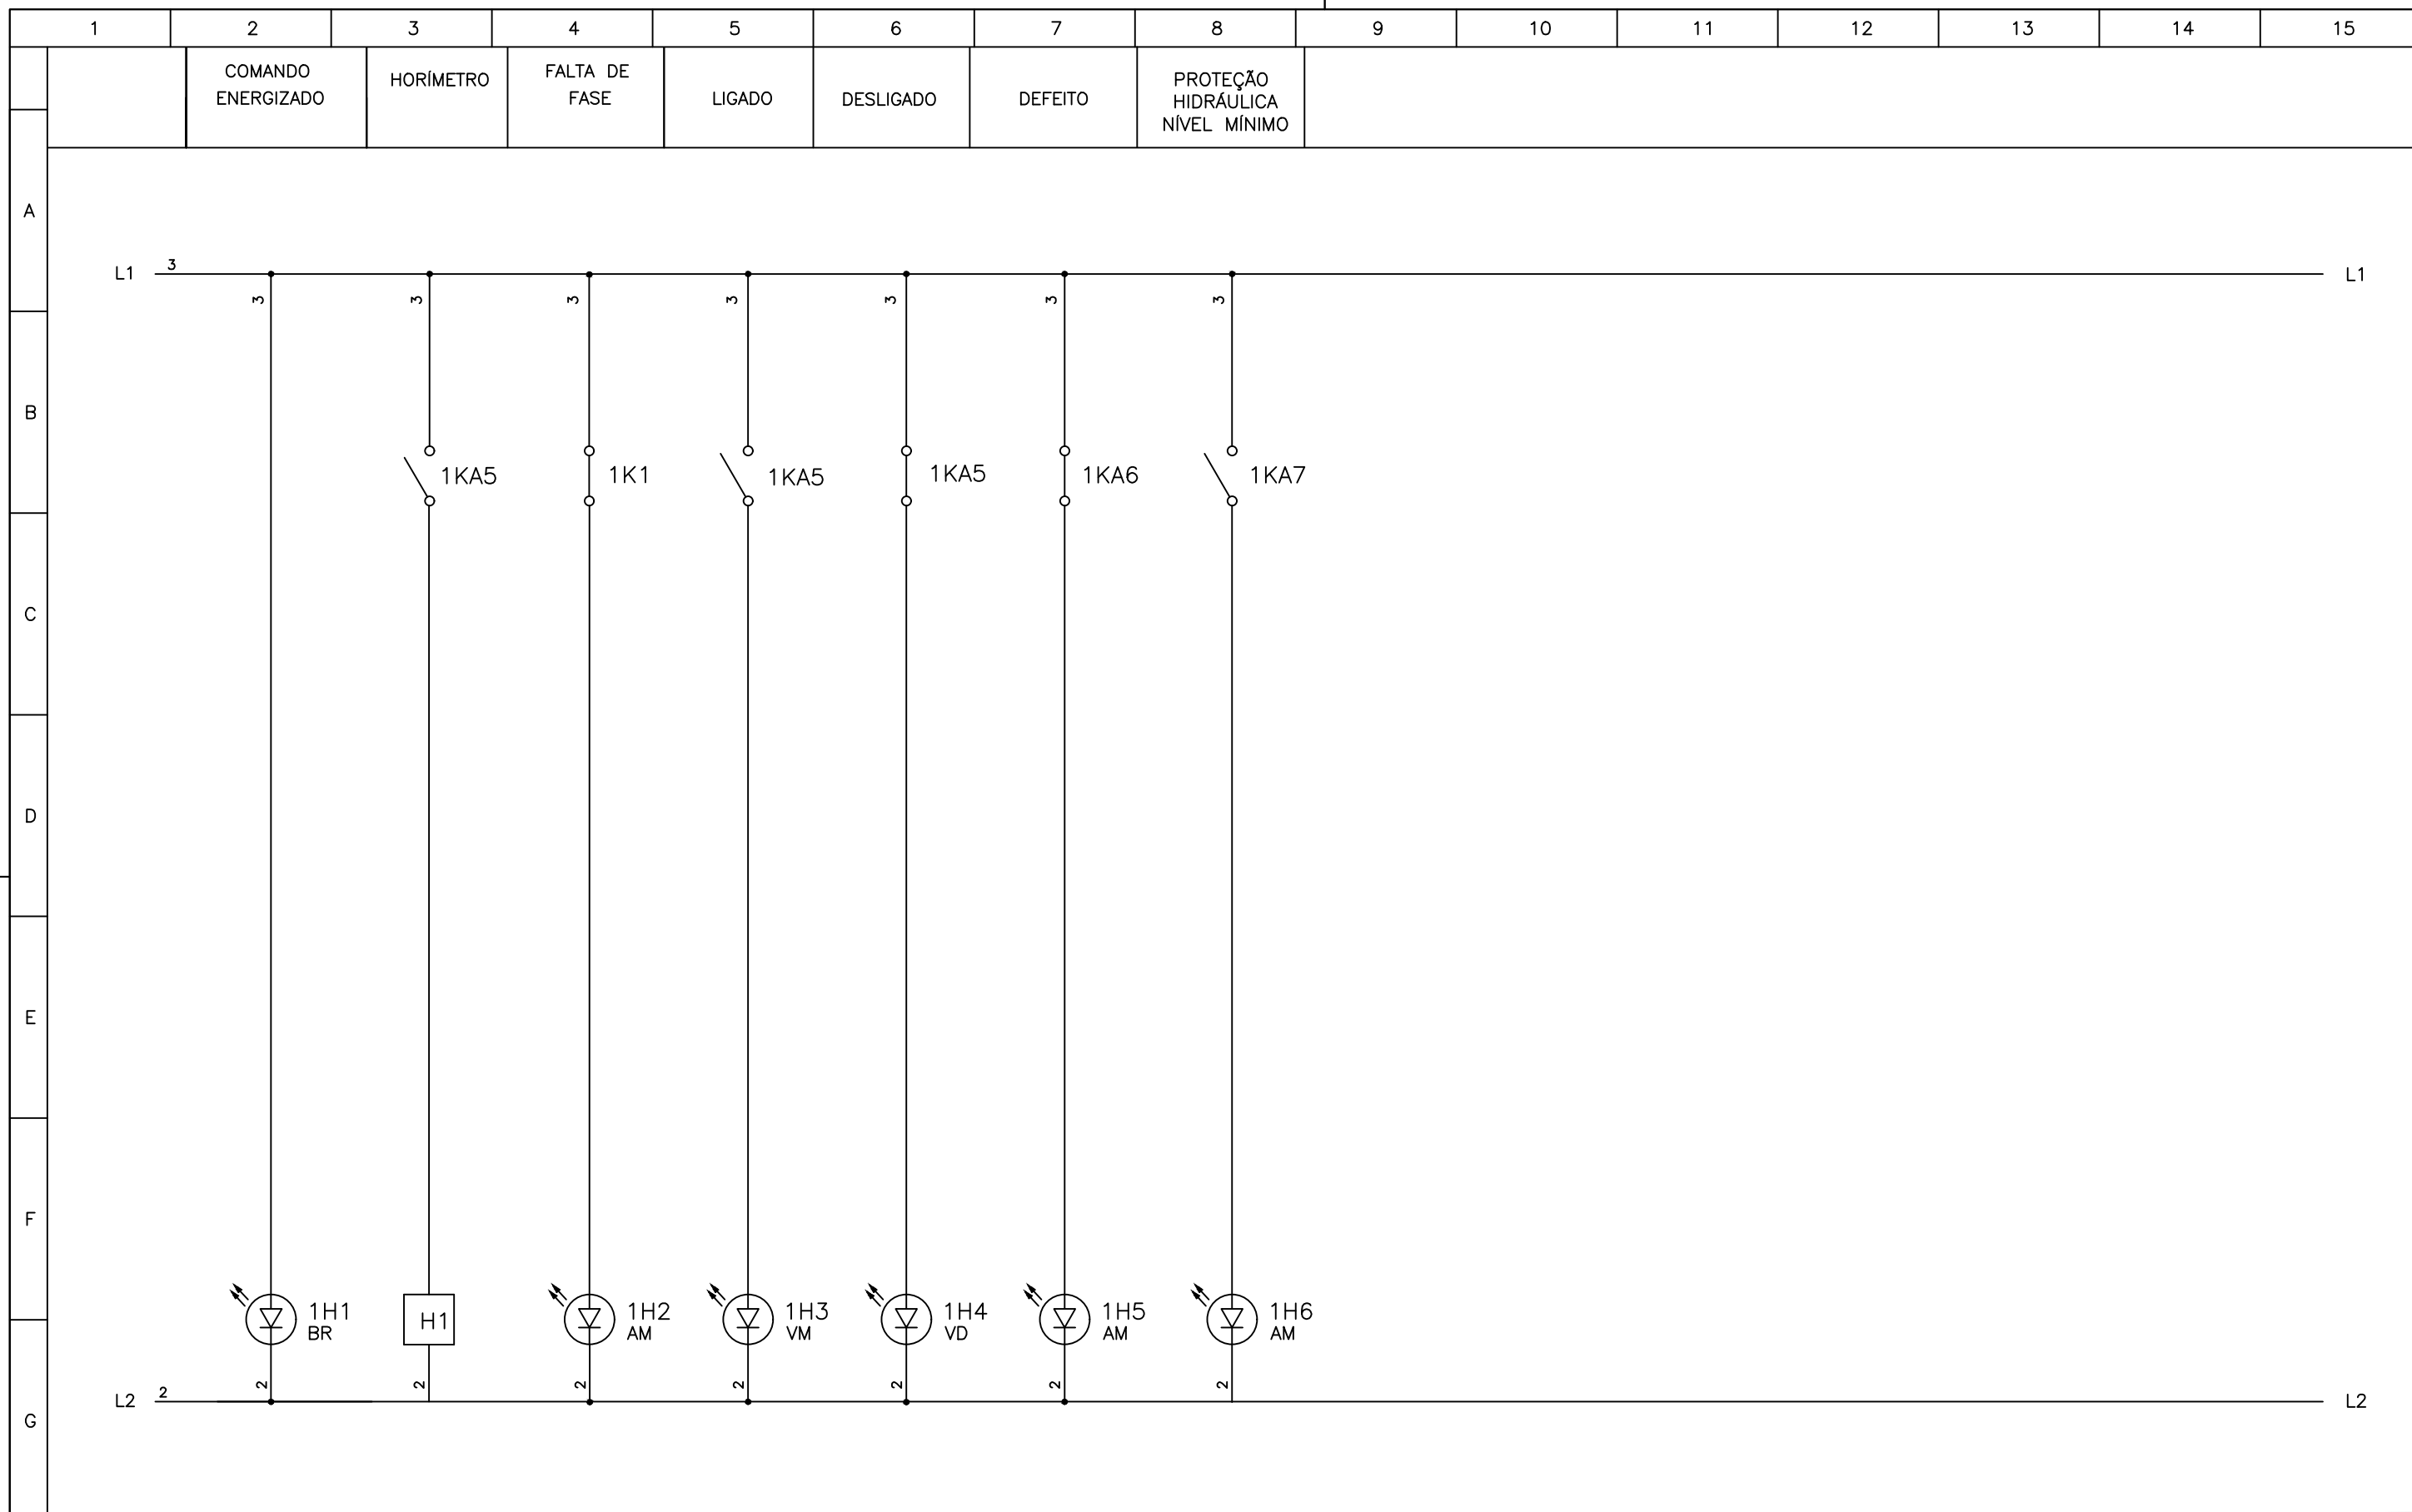 1 2 3 4 5 6 7 8 9 10 11 12 13 14 15
COMANDO
ENERGIZADO
HORÍMETRO
FALTA DE
FASE
LIGADO
DESLIGADO
DEFEITO
PROTEÇÃO
HIDRÁULICA
NÍVEL MÍNIMO
A
L1 3 L1
3 3 3 3 3 3 3
B
1KA5 1K1 1KA5 1KA5 1KA6 1KA7
C
D
E
F
1H1
BR
H1
1H2
AM
1H3
VM
1H4
VD
1H5
AM
1H6
AM
2 2 2 2 2 2 2
L2 2 L2
G